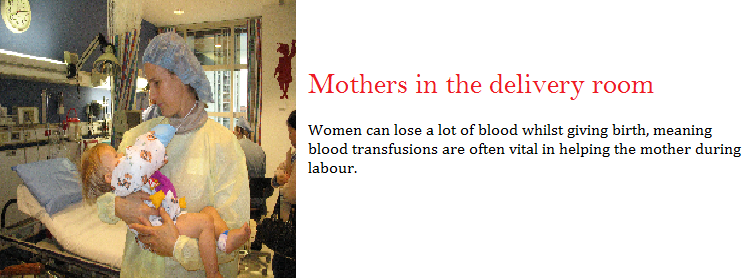 Mothers in the delivery room
Women can lose a lot of blood whilst giving birth, meaning
blood transfusions are often vital in helping the mother during
labour.